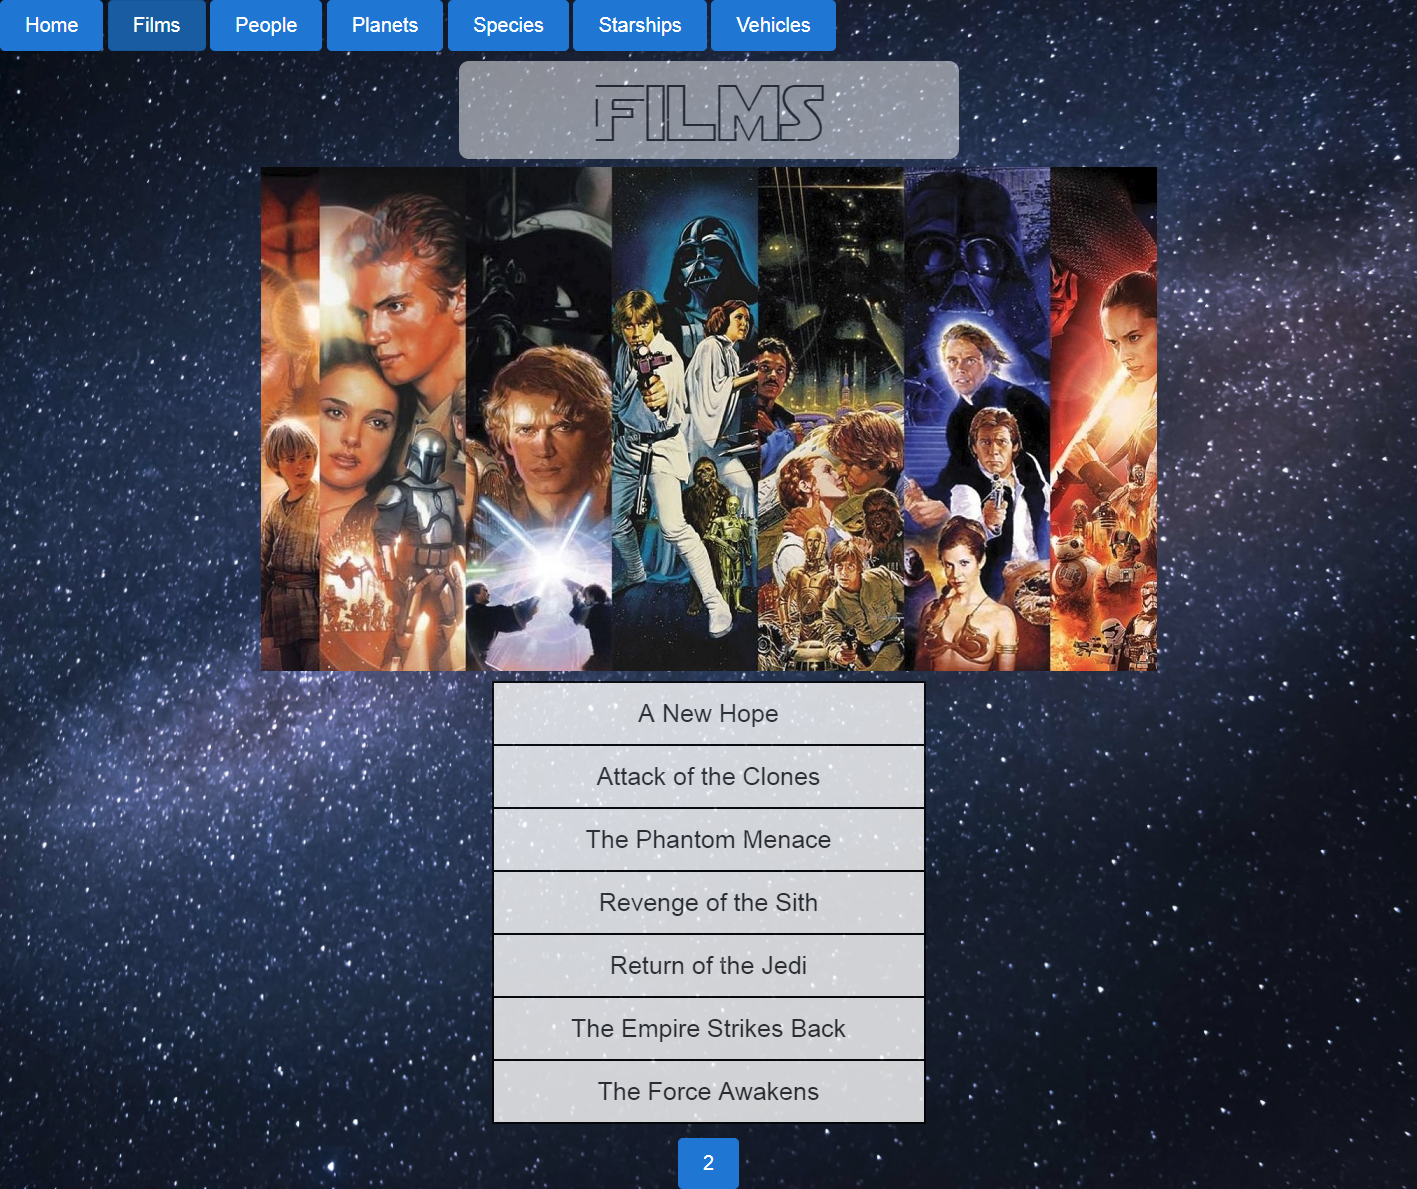 Home Films People Planets Species Starships Vehicles
FILMS
A New Hope
Attack of the Clones
The Phantom Menace
Revenge of the Sith
Return of the Jedi
The Empire Strikes Back
The Force Awakens
2